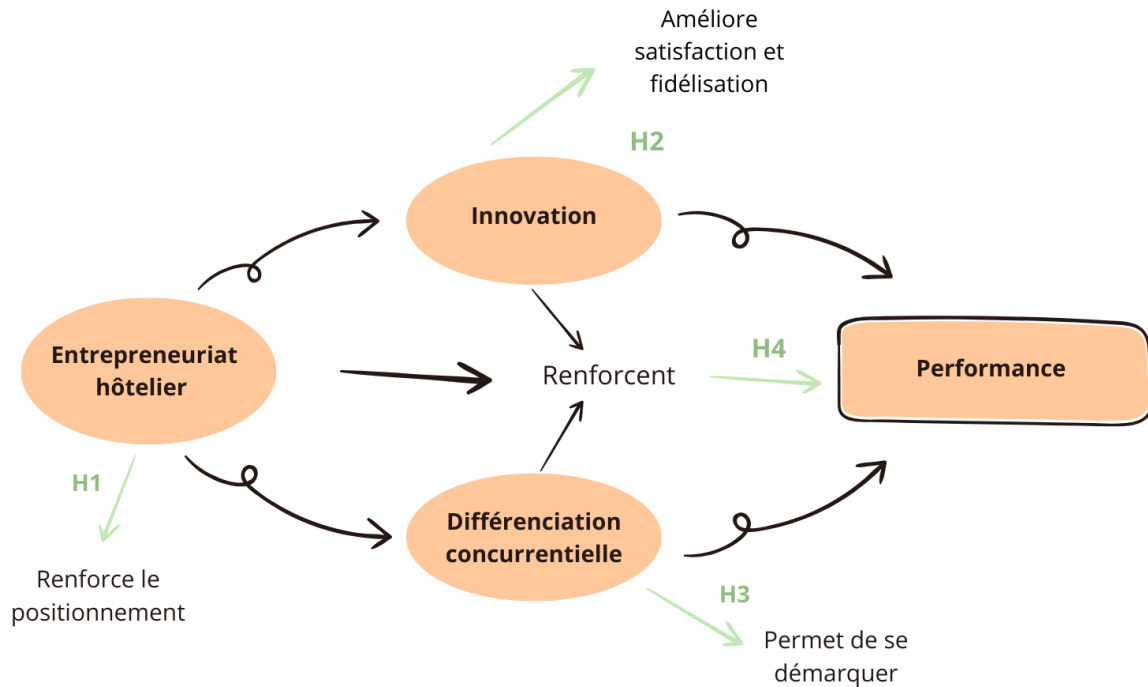 Améliore
satisfaction et
fidélisation
H2
Innovation
Entrepreneuriat
hôtelier
Renforcent
H4
Performance
H1
Différenciation
concurrentielle
Renforce le
positionnement
H3
Permet de se
démarquer